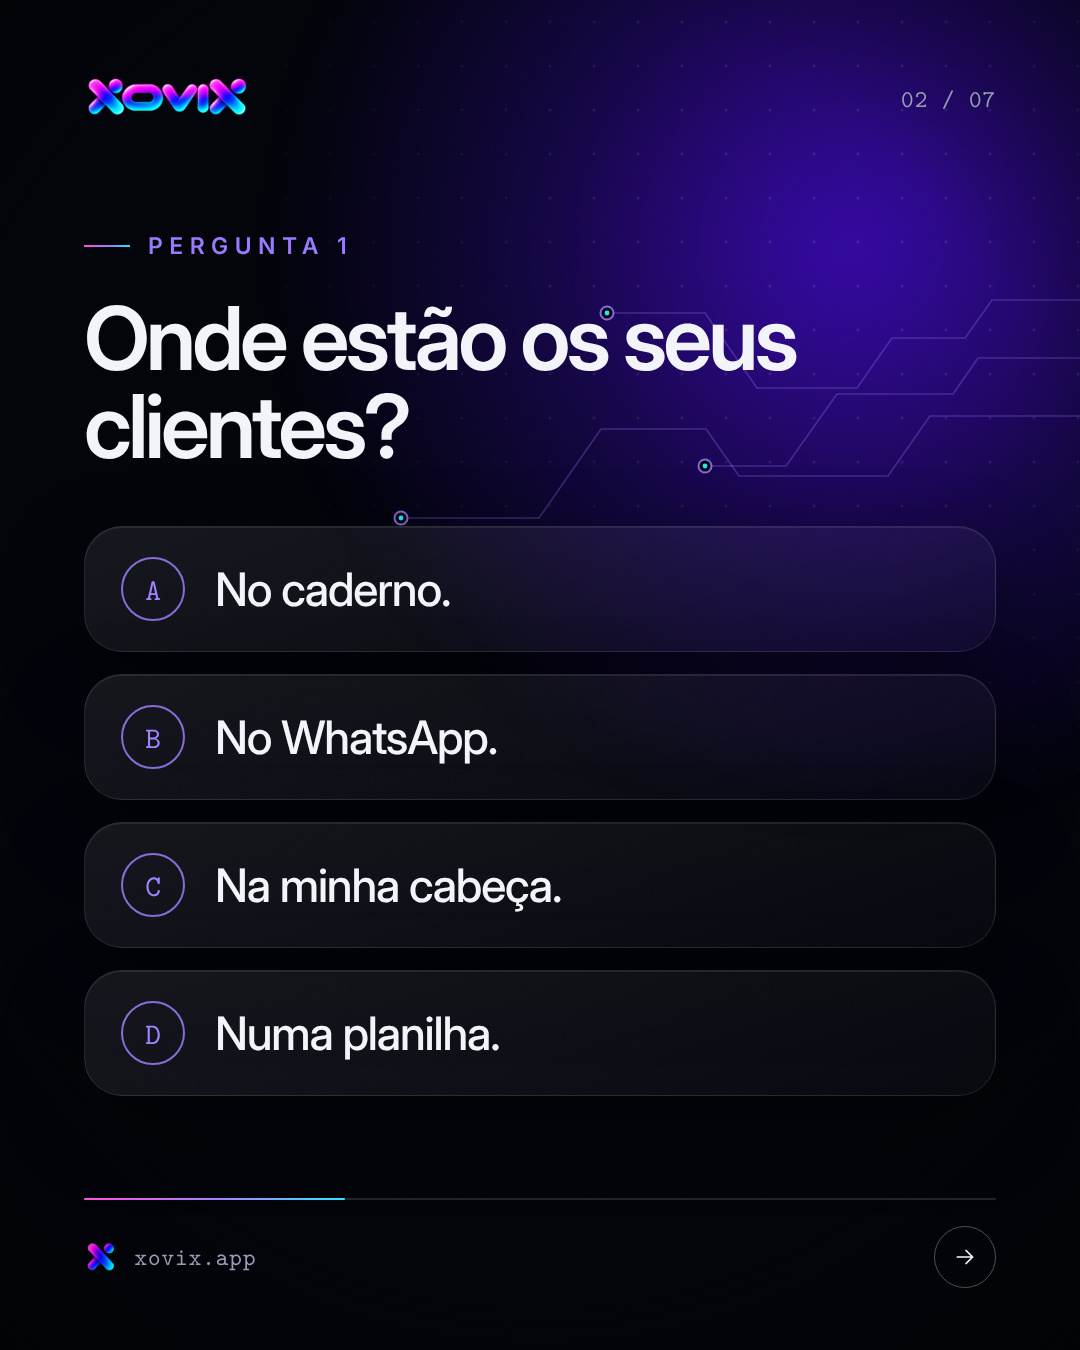 XOVIX
02 / 07
PERGUNTA 1
Onde estão os seus
clientes?
A No caderno.
B No WhatsApp.
C Na minha cabeça.
D Numa planilha.
xovix.app